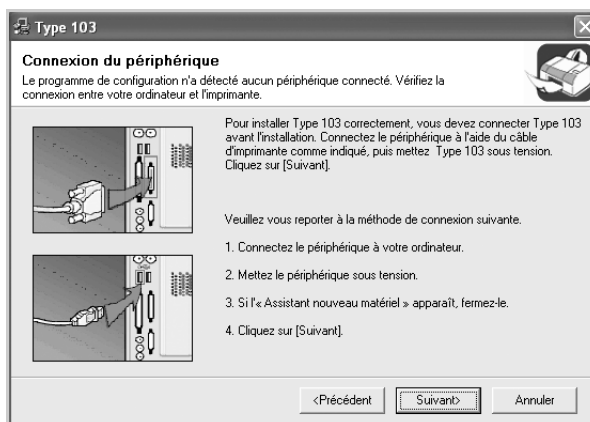 Type 103
Connexion du périphérique
Le programme de configuration n'a détecté aucun périphérique connecté. Vérifiez la
connexion entre votre ordinateur et l'imprimante.
Pour installer Type 103 correctement, vous devez connecter Type 103
avant l'installation. Connectez le périphérique à l'aide du câble
d'imprimante comme indiqué, puis mettez Type 103 sous tension.
Cliquez sur [Suivant].
Veuillez vous reporter à la méthode de connexion suivante.
1. Connectez le périphérique à votre ordinateur.
2. Mettez le périphérique sous tension.
3. Si l'« Assistant nouveau matériel » apparaît, fermez-le.
4. Cliquez sur [Suivant].
<Précédent
Suivant>
Annuler